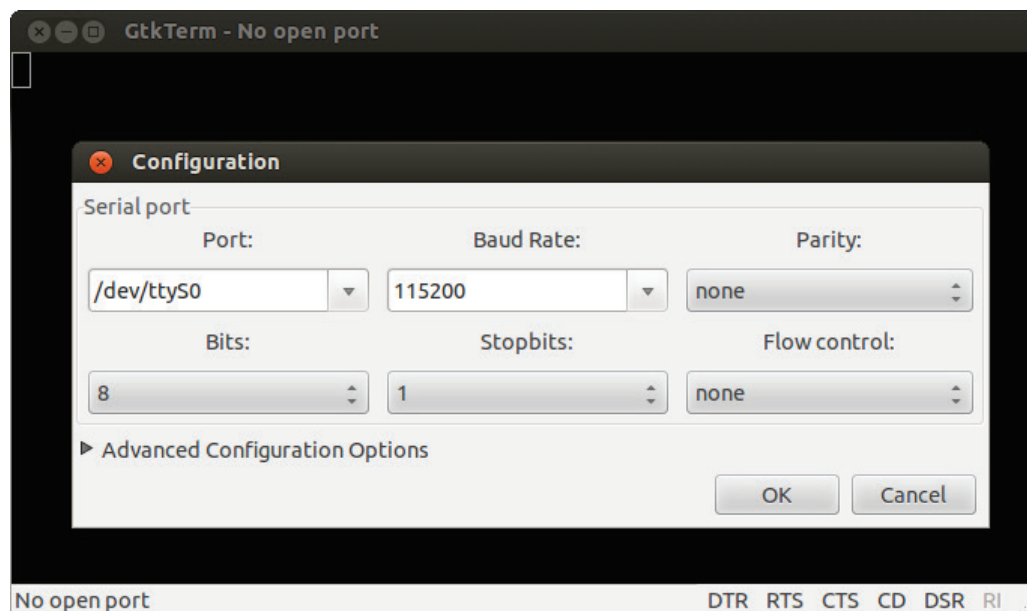 GtkTerm - No open port
Configuration
Serial port
Port: Baud Rate: Parity:
/dev/ttyS0 115200 none
Bits: Stopbits: Flow control:
8 1 none
Advanced Configuration Options
OK Cancel
No open port DTR RTS CTS CD DSR RI